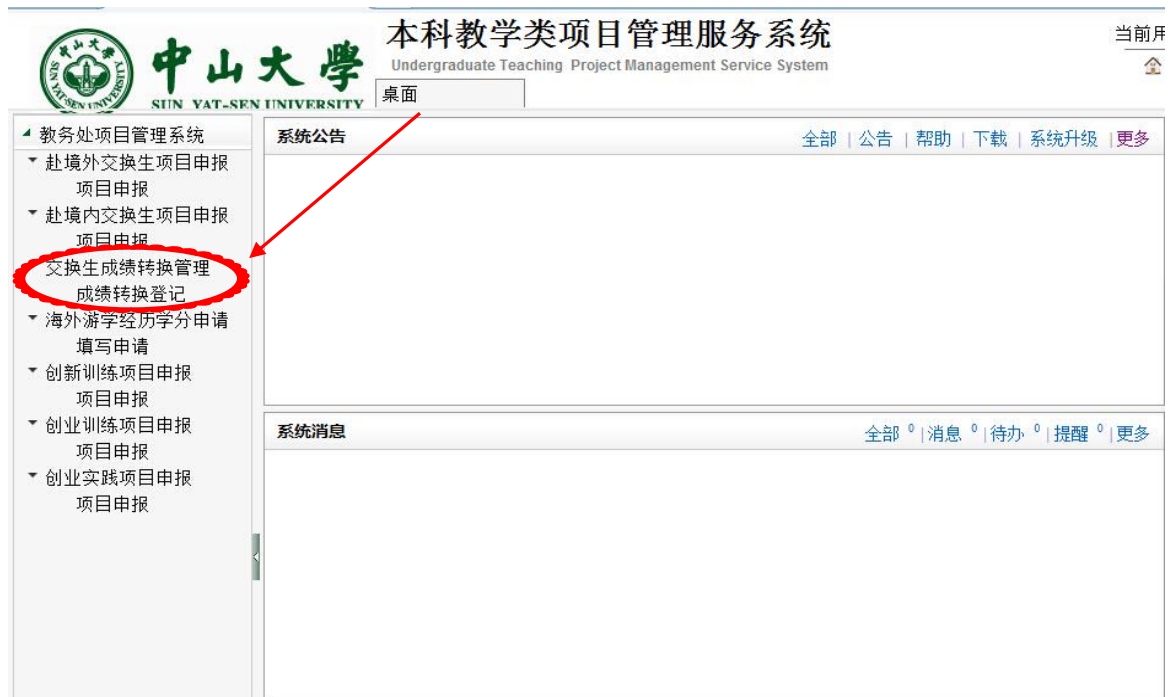 本科教学类项目管理服务系统
Undergraduate Teaching Project Management Service System
当前用
中山大學
SUN YAT-SEN UNIVERSITY
中山大学
SUN YAT-SEN UNIVERSITY
桌面
教务处项目管理系统
赴境外交换生项目申报
项目申报
赴境内交换生项目申报
项目申报
交换生成绩转换管理
成绩转换登记
海外游学经历学分申请
填写申请
创新训练项目申报
项目申报
创业训练项目申报
项目申报
创业实践项目申报
项目申报
系统公告
全部 | 公告 | 帮助 | 下载 | 系统升级 | 更多
系统消息
全部 0 | 消息 0 | 待办 0 | 提醒 0 | 更多